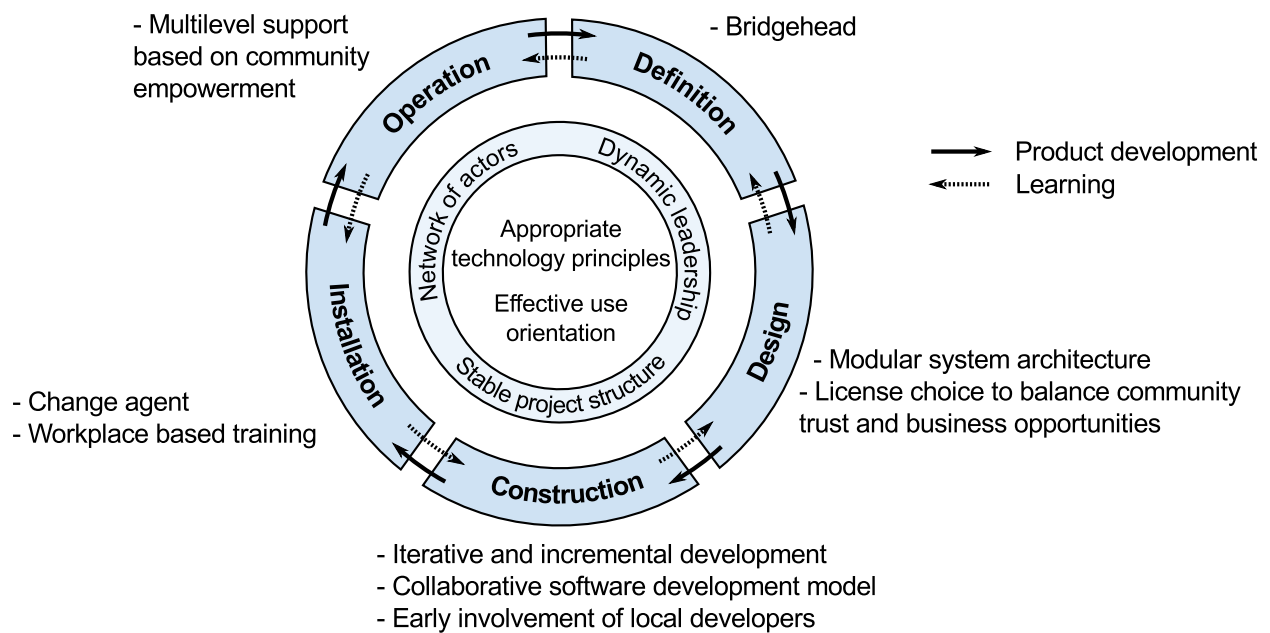 - Multilevel support
based on community
empowerment
- Bridgehead
Operation
Definition
Product development
Learning
Network of actors
Dynamic leadership
Appropriate
technology principles
Effective use
orientation
Stable project structure
Installation
Design
- Modular system architecture
- License choice to balance community
trust and business opportunities
- Change agent
- Workplace based training
Construction
- Iterative and incremental development
- Collaborative software development model
- Early involvement of local developers